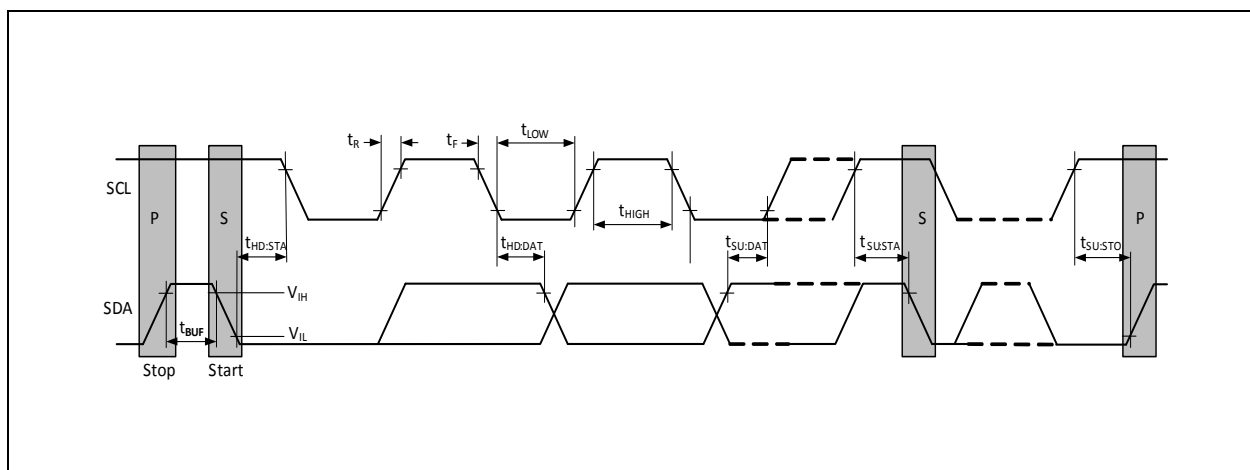 tR
tF
tLOW
SCL
P
S
tHIGH
S
P
tHD:STA
tHD:DAT
tSU:DAT
tSU:STA
tSU:STO
SDA
VIH
tBUF
VIL
Stop
Start